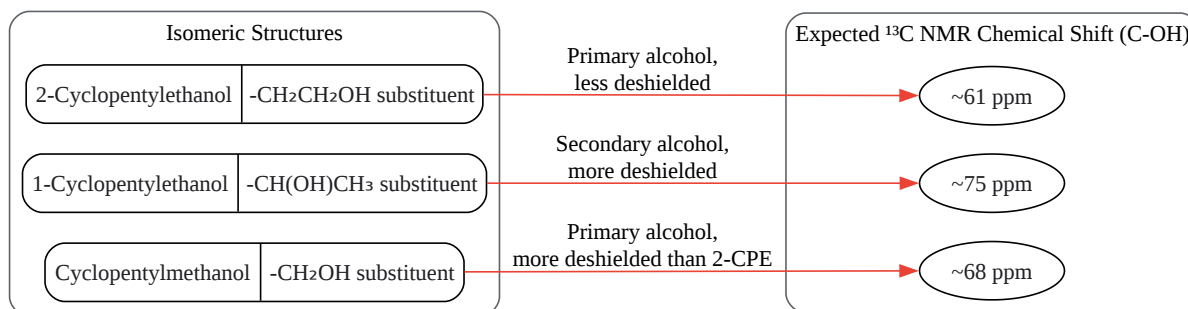 Isomeric Structures
Expected ¹³C NMR Chemical Shift (C-OH)
2-Cyclopentylethanol
-CH₂CH₂OH substituent
Primary alcohol,
less deshielded
~61 ppm
1-Cyclopentylethanol
-CH(OH)CH₃ substituent
Secondary alcohol,
more deshielded
~75 ppm
Cyclopentylmethanol
-CH₂OH substituent
Primary alcohol,
more deshielded than 2-CPE
~68 ppm